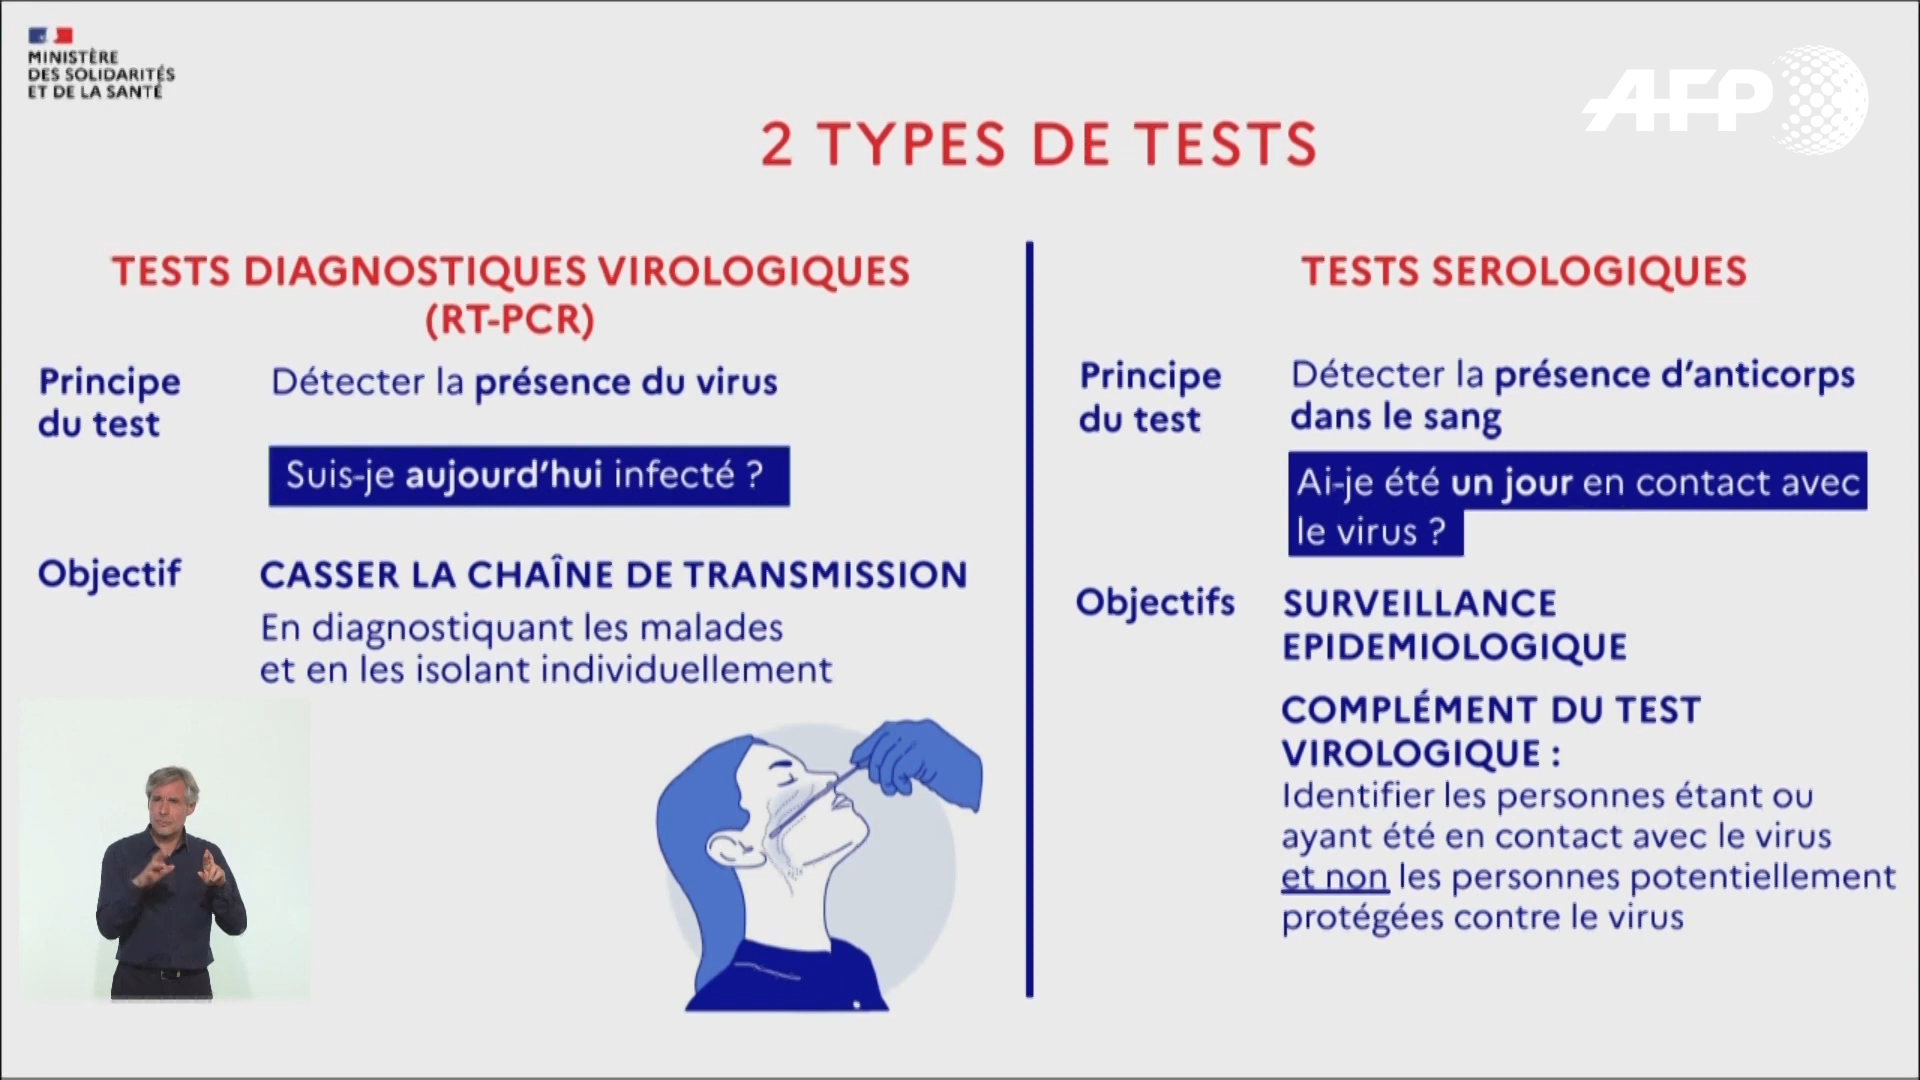 MINISTÈRE
DES SOLIDARITÉS
ET DE LA SANTÉ
AFP
2 TYPES DE TESTS
TESTS DIAGNOSTIQUES VIROLOGIQUES
(RT-PCR)
Principe
du test
Détecter la présence du virus
Suis-je aujourd'hui infecté ?
Objectif
CASSER LA CHAÎNE DE TRANSMISSION
En diagnostiquant les malades
et en les isolant individuellement
TESTS SEROLOGIQUES
Principe
du test
Détecter la présence d'anticorps
dans le sang
Ai-je été un jour en contact avec
le virus ?
Objectifs
SURVEILLANCE
EPIDEMIOLOGIQUE
COMPLÉMENT DU TEST
VIROLOGIQUE :
Identifier les personnes étant ou
ayant été en contact avec le virus
et non les personnes potentiellement
protégées contre le virus